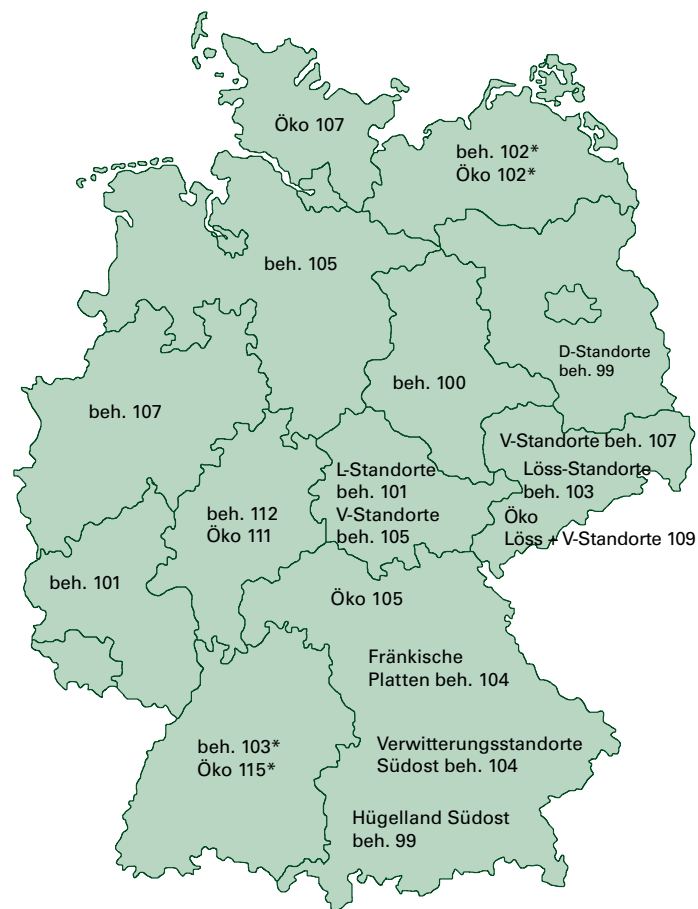 Öko 107
beh. 102*
Öko 102*
beh. 105
D-Standorte
beh. 99
beh. 100
beh. 107
V-Standorte beh. 107
L-Standorte
beh. 101
V-Standorte
beh. 105
Löss-Standorte
beh. 103
Öko
Löss + V-Standorte 109
beh. 112
Öko 111
beh. 101
Öko 105
Fränkische
Platten beh. 104
beh. 103*
Öko 115*
Verwitterungsstandorte
Südost beh. 104
Hügelland Südost
beh. 99